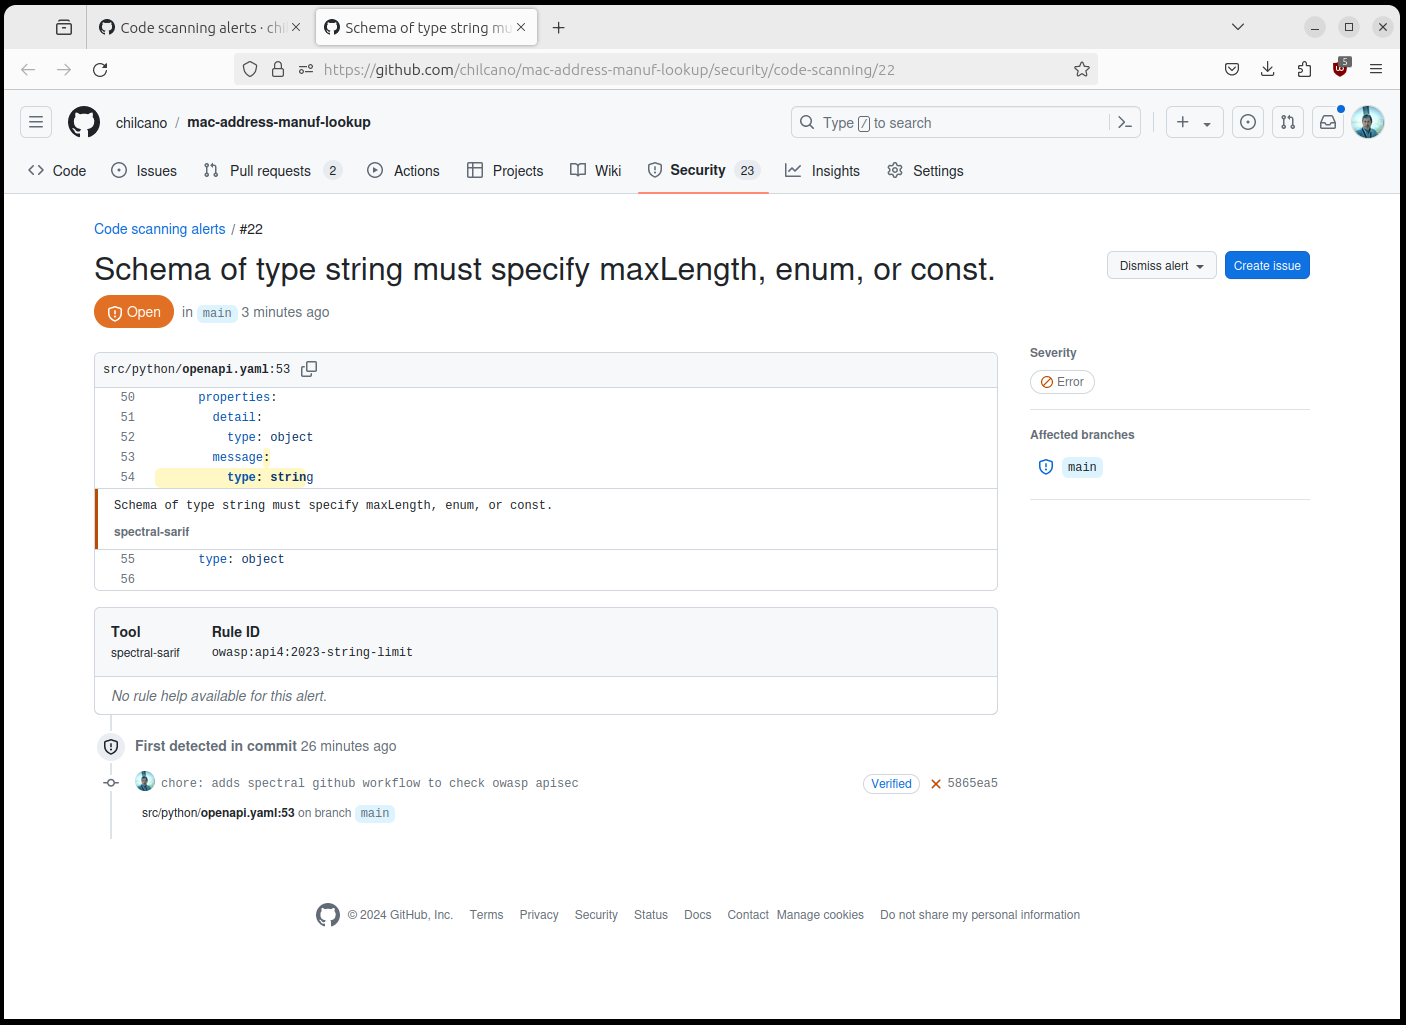 Code scanning alerts · chi
Schema of type string mu
https://github.com/chilcano/mac-address-manuf-lookup/security/code-scanning/22
5
chilcano / mac-address-manuf-lookup
Type / to search
Code
Issues
Pull requests 2
Actions
Projects
Wiki
Security 23
Insights
Settings
Code scanning alerts / #22
Schema of type string must specify maxLength, enum, or const.
Dismiss alert
Create issue
Open in main 3 minutes ago
Severity
Error
Affected branches
main
src/python/openapi.yaml:53
50 properties:
51 detail:
52 type: object
53 message:
54 type: string
Schema of type string must specify maxLength, enum, or const.
spectral-sarif
55 type: object
56
Tool Rule ID
spectral-sarif owasp:api4:2023-string-limit
No rule help available for this alert.
First detected in commit 26 minutes ago
chore: adds spectral github workflow to check owasp apisec Verified 5865ea5
src/python/openapi.yaml:53 on branch main
© 2024 GitHub, Inc. Terms Privacy Security Status Docs Contact Manage cookies Do not share my personal information